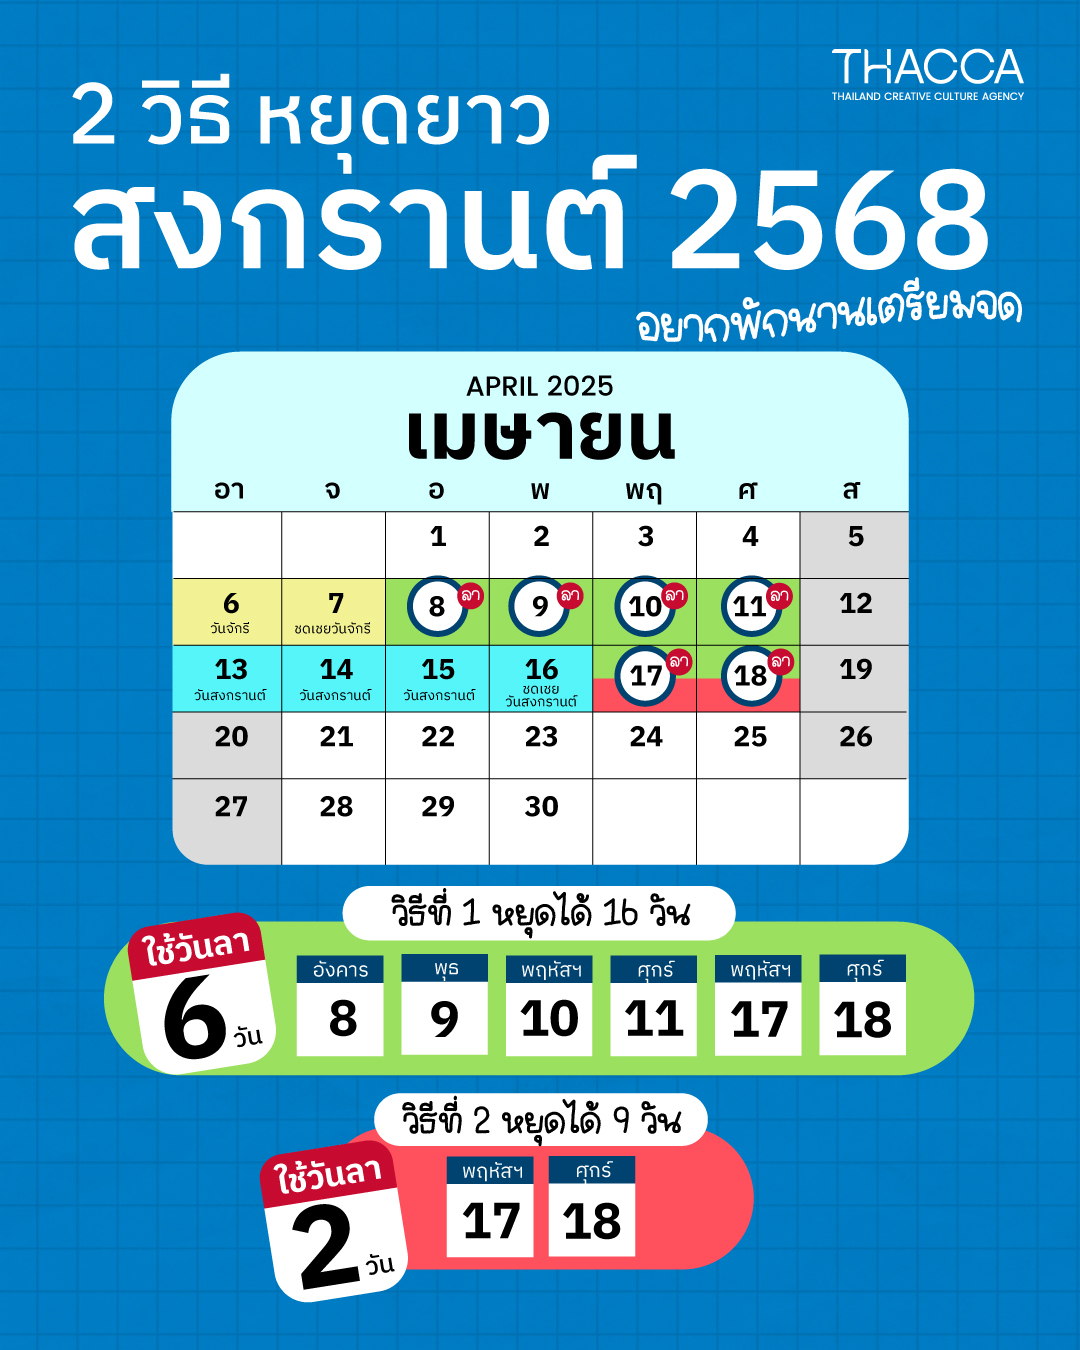 THACCA
THAILAND CREATIVE CULTURE AGENCY
2 วิธี หยุดยาว
สงกรานต์ 2568
อยากพักนานเตรียมจด
APRIL 2025
เมษายน
อา จ อ พ พฤ ศ ส
1 2 3 4 5
6 7 8 ลา 9 ลา 10 ลา 11 ลา 12
วันจักรี ชดเชยวันจักรี
13 14 15 16 17 ลา 18 ลา 19
วันสงกรานต์ วันสงกรานต์ วันสงกรานต์ ชดเชย
วันสงกรานต์
20 21 22 23 24 25 26
27 28 29 30
วิธีที่ 1 หยุดได้ 16 วัน
ใช้วันลา
6 วัน
อังคาร พุธ พฤหัสฯ ศุกร์ พฤหัสฯ ศุกร์
8 9 10 11 17 18
วิธีที่ 2 หยุดได้ 9 วัน
ใช้วันลา
2 วัน
พฤหัสฯ ศุกร์
17 18